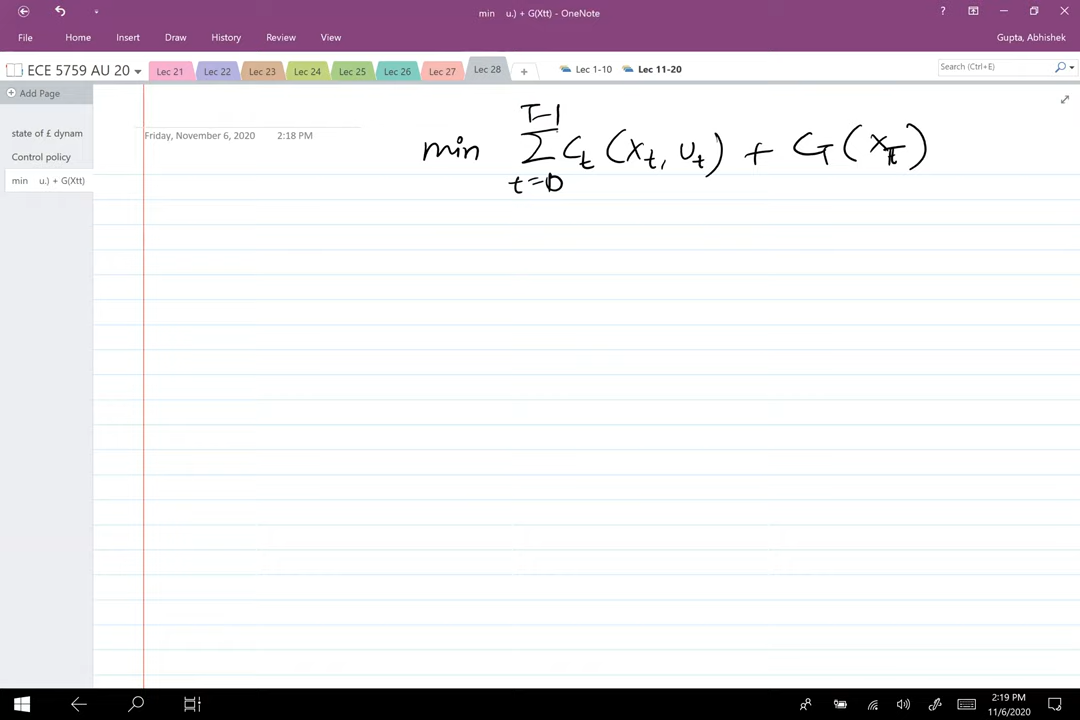 min u.) + G(Xtt) - OneNote
?
File Home Insert Draw History Review View
Gupta, Abhishek
ECE 5759 AU 20
Lec 21 Lec 22 Lec 23 Lec 24 Lec 25 Lec 26 Lec 27 Lec 28 + Lec 1-10 Lec 11-20
Search (Ctrl+E)
+ Add Page
state of £ dynam
Control policy
min u.) + G(Xtt)
Friday, November 6, 2020 2:18 PM
T-1
min Σ C_t (x_t, u_t) + G(x_T)
t=0
2:19 PM
11/6/2020